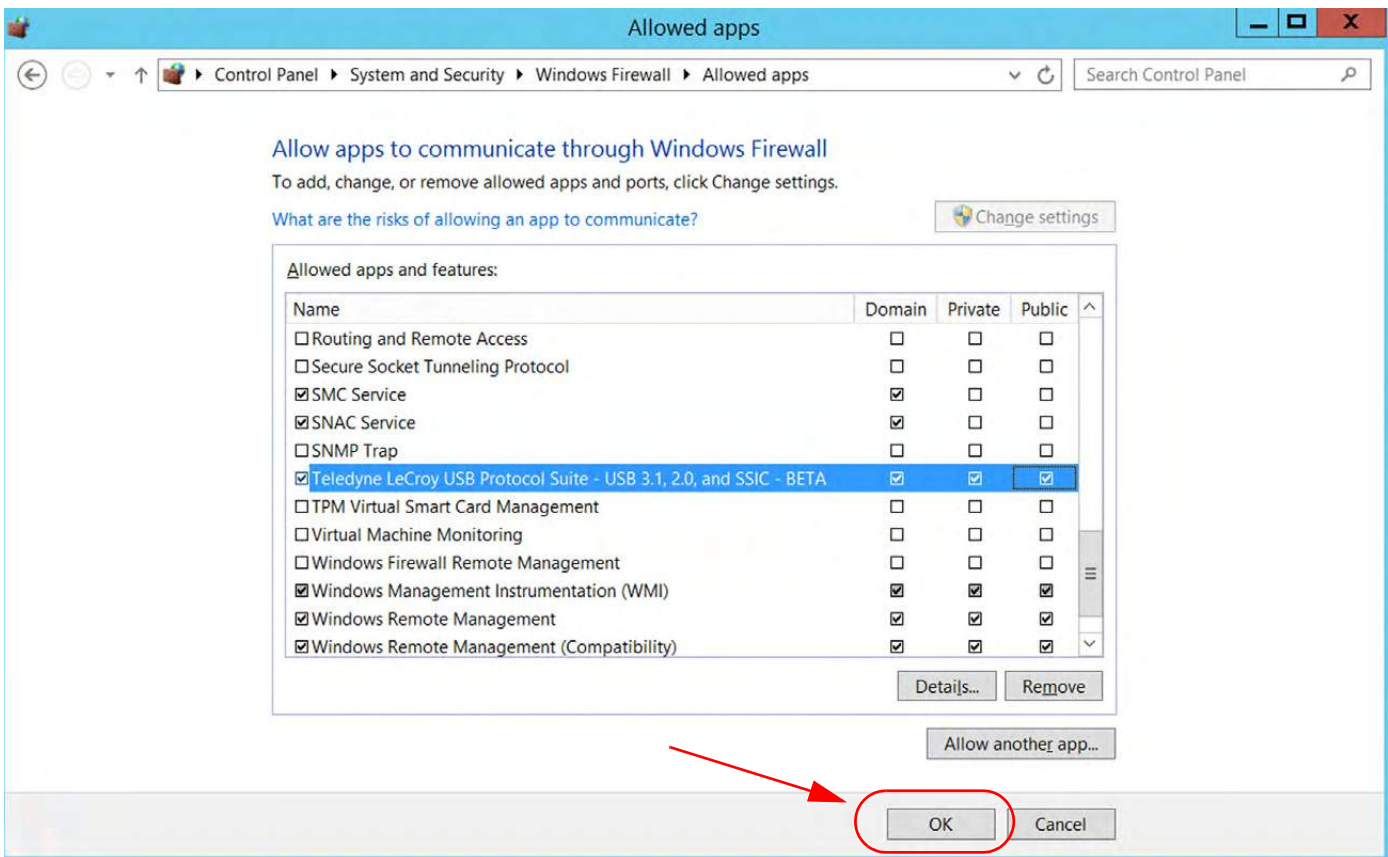 Allowed apps
Control Panel System and Security Windows Firewall Allowed apps
Search Control Panel
Allow apps to communicate through Windows Firewall
To add, change, or remove allowed apps and ports, click Change settings.
What are the risks of allowing an app to communicate?
Change settings
Allowed apps and features:
Name Domain Private Public
Routing and Remote Access
Secure Socket Tunneling Protocol
SMC Service
SNAC Service
SNMP Trap
Teledyne LeCroy USB Protocol Suite - USB 3.1, 2.0, and SSIC - BETA
TPM Virtual Smart Card Management
Virtual Machine Monitoring
Windows Firewall Remote Management
Windows Management Instrumentation (WMI)
Windows Remote Management
Windows Remote Management (Compatibility)
Details... Remove
Allow another app...
OK Cancel